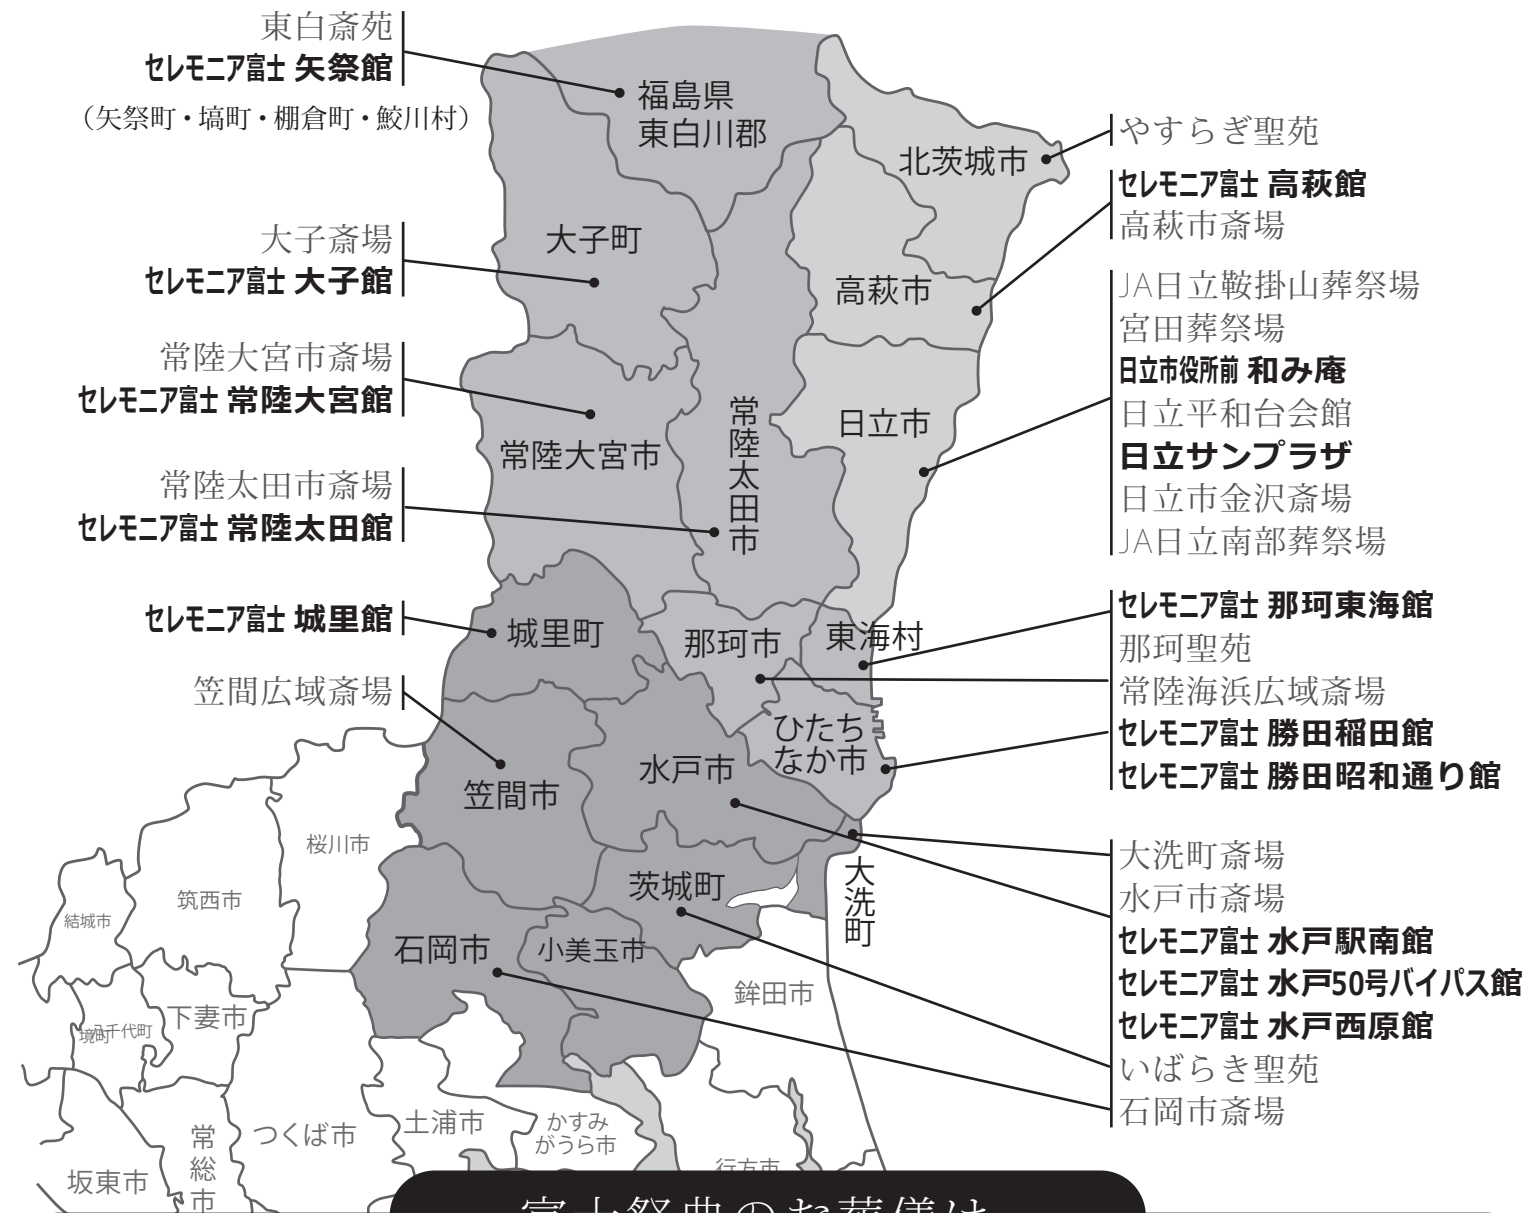 東白斎苑
セレモニア富士 矢祭館
（矢祭町・塙町・棚倉町・鮫川村）
大子斎場
セレモニア富士 大子館
常陸大宮市斎場
セレモニア富士 常陸大宮館
常陸太田市斎場
セレモニア富士 常陸太田館
セレモニア富士 城里館
笠間広域斎場
福島県
東白川郡
北茨城市
大子町
高萩市
日立市
常陸大宮市
常陸太田市
城里町
那珂市
東海村
ひたち
なか市
水戸市
笠間市
茨城町
大洗町
石岡市
小美玉市
鉾田市
桜川市
筑西市
結城市
下妻市
八千代町
境町
つくば市
土浦市
かすみ
がうら市
行方市
常総市
坂東市
やすらぎ聖苑
セレモニア富士 高萩館
高萩市斎場
JA日立鞍掛山葬祭場
宮田葬祭場
日立市役所前 和み庵
日立平和台会館
日立サンプラザ
日立市金沢斎場
JA日立南部葬祭場
セレモニア富士 那珂東海館
那珂聖苑
常陸海浜広域斎場
セレモニア富士 勝田稲田館
セレモニア富士 勝田昭和通り館
大洗町斎場
水戸市斎場
セレモニア富士 水戸駅南館
セレモニア富士 水戸50号バイパス館
セレモニア富士 水戸西原館
いばらき聖苑
石岡市斎場
富士祭典のお葬儀は